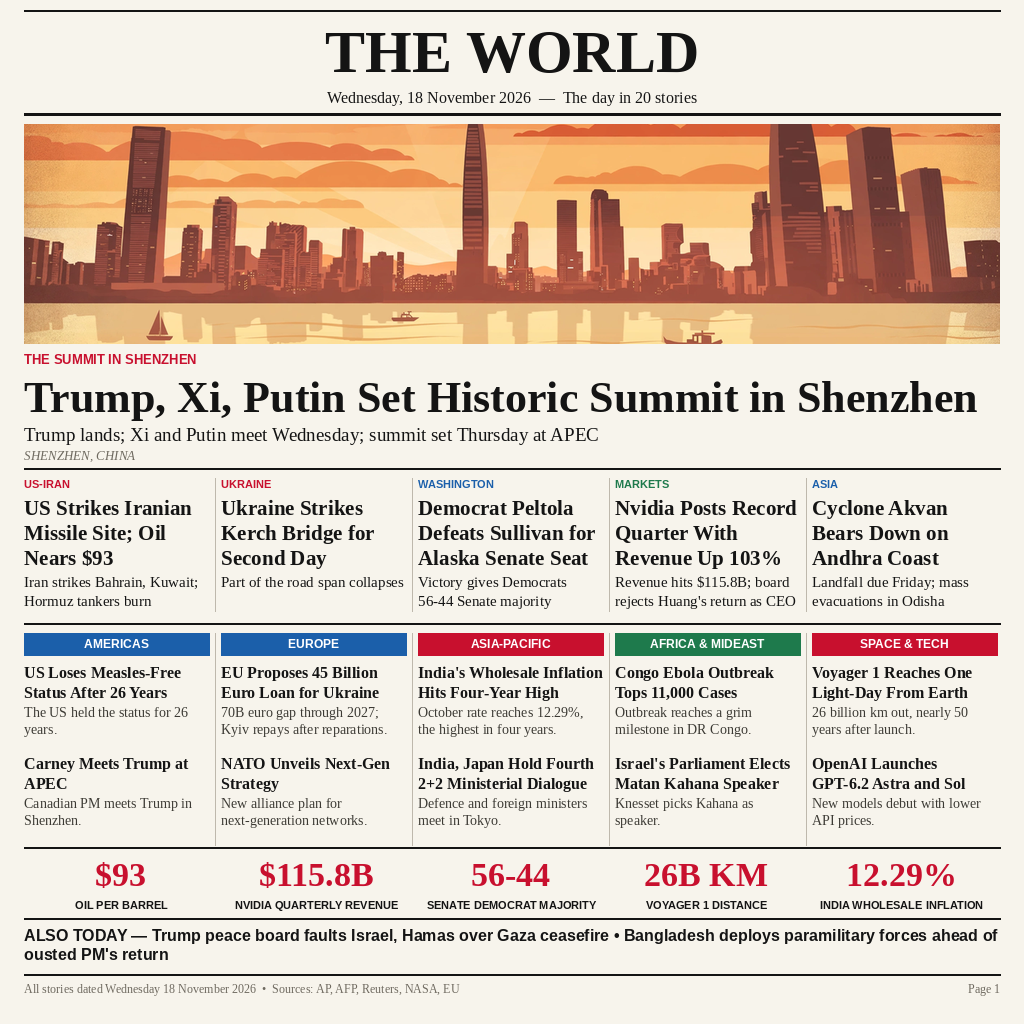 THE WORLD
Wednesday, 18 November 2026 — The day in 20 stories
THE SUMMIT IN SHENZHEN
Trump, Xi, Putin Set Historic Summit in Shenzhen
Trump lands; Xi and Putin meet Wednesday; summit set Thursday at APEC
SHENZHEN, CHINA
US-IRAN
US Strikes Iranian
Missile Site; Oil
Nears $93
Iran strikes Bahrain, Kuwait;
Hormuz tankers burn
UKRAINE
Ukraine Strikes
Kerch Bridge for
Second Day
Part of the road span collapses
WASHINGTON
Democrat Peltola
Defeats Sullivan for
Alaska Senate Seat
Victory gives Democrats
56-44 Senate majority
MARKETS
Nvidia Posts Record
Quarter With
Revenue Up 103%
Revenue hits $115.8B; board
rejects Huang's return as CEO
ASIA
Cyclone Akvan
Bears Down on
Andhra Coast
Landfall due Friday; mass
evacuations in Odisha
AMERICAS
US Loses Measles-Free
Status After 26 Years
The US held the status for 26
years.
Carney Meets Trump at
APEC
Canadian PM meets Trump in
Shenzhen.
EUROPE
EU Proposes 45 Billion
Euro Loan for Ukraine
70B euro gap through 2027;
Kyiv repays after reparations.
NATO Unveils Next-Gen
Strategy
New alliance plan for
next-generation networks.
ASIA-PACIFIC
India's Wholesale Inflation
Hits Four-Year High
October rate reaches 12.29%,
the highest in four years.
India, Japan Hold Fourth
2+2 Ministerial Dialogue
Defence and foreign ministers
meet in Tokyo.
AFRICA & MIDEAST
Congo Ebola Outbreak
Tops 11,000 Cases
Outbreak reaches a grim
milestone in DR Congo.
Israel's Parliament Elects
Matan Kahana Speaker
Knesset picks Kahana as
speaker.
SPACE & TECH
Voyager 1 Reaches One
Light-Day From Earth
26 billion km out, nearly 50
years after launch.
OpenAI Launches
GPT-6.2 Astra and Sol
New models debut with lower
API prices.
$93
OIL PER BARREL
$115.8B
NVIDIA QUARTERLY REVENUE
56-44
SENATE DEMOCRAT MAJORITY
26B KM
VOYAGER 1 DISTANCE
12.29%
INDIA WHOLESALE INFLATION
ALSO TODAY — Trump peace board faults Israel, Hamas over Gaza ceasefire • Bangladesh deploys paramilitary forces ahead of
ousted PM's return
All stories dated Wednesday 18 November 2026 • Sources: AP, AFP, Reuters, NASA, EU
Page 1